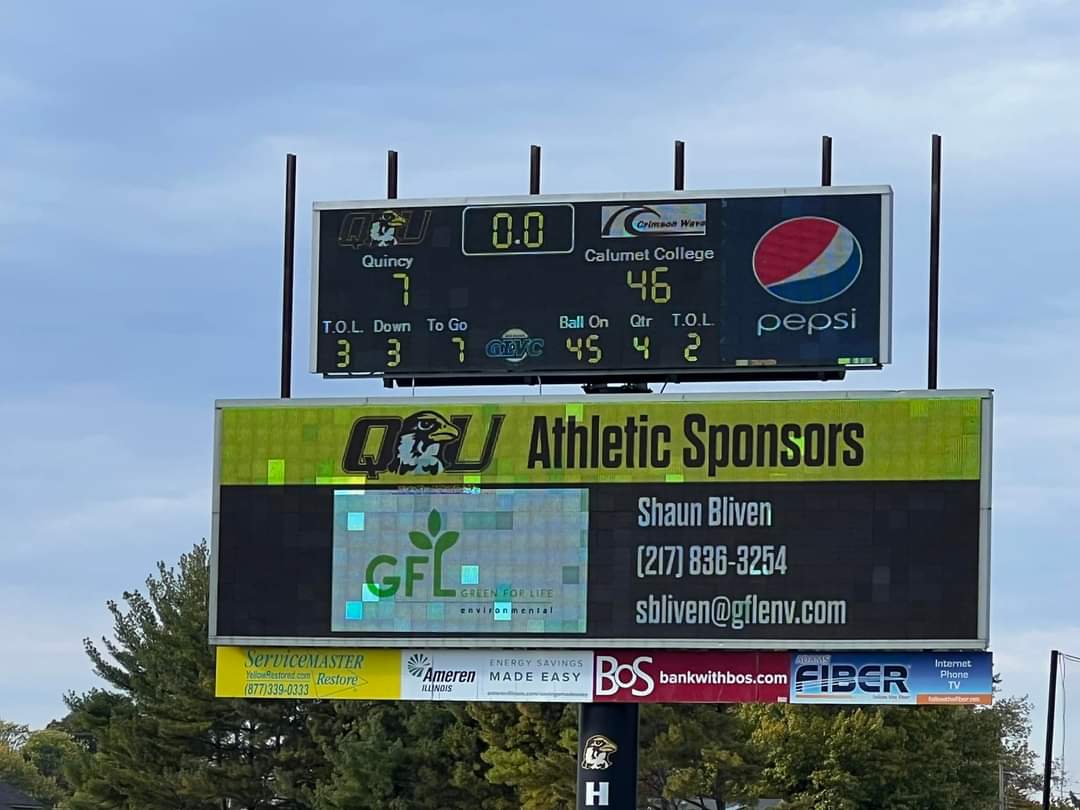 QU
0.0
Crimson Wave
Quincy
Calumet College
7
46
T.O.L. Down To Go
Ball On Qtr T.O.L.
3 3 7
GLVC
45 4 2
pepsi
QU Athletic Sponsors
GFL
GREEN FOR LIFE
environmental
Shaun Bliven
(217) 836-3254
sbliven@gflenv.com
ServiceMASTER
Restore
YellowRestored.com
(877)339-0333
Ameren
ILLINOIS
ENERGY SAVINGS
MADE EASY
BoS bankwithbos.com
ADAMS
FIBER
Internet
Phone
TV
H